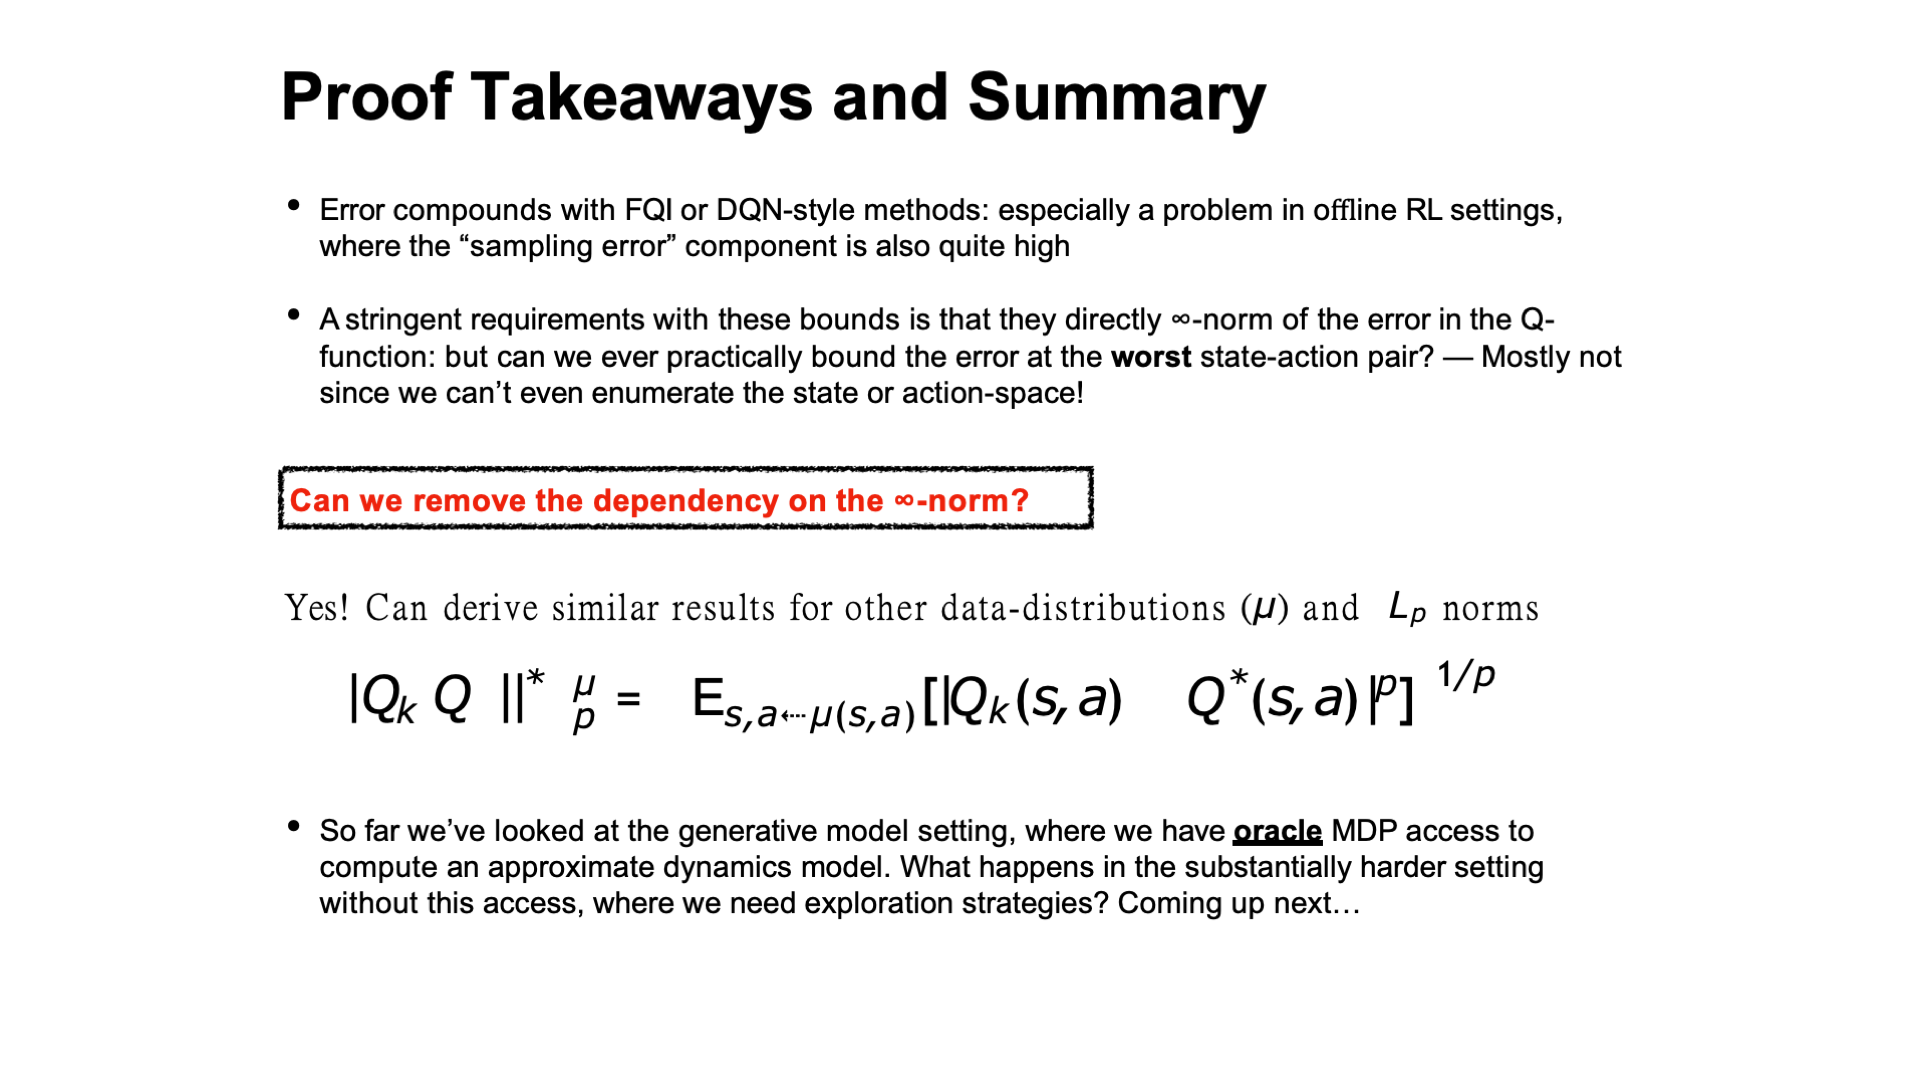 Proof Takeaways and Summary
• Error compounds with FQI or DQN-style methods: especially a problem in offline RL settings,
where the “sampling error” component is also quite high
• A stringent requirements with these bounds is that they directly ∞-norm of the error in the Q-
function: but can we ever practically bound the error at the worst state-action pair? — Mostly not
since we can’t even enumerate the state or action-space!
Can we remove the dependency on the ∞-norm?
Yes! Can derive similar results for other data-distributions (μ) and L_p norms
|Q_k Q ||^* ^μ_p = E_{s,a⇠μ(s,a)}[|Q_k(s,a) Q^*(s,a)|^p]^{1/p}
• So far we’ve looked at the generative model setting, where we have oracle MDP access to
compute an approximate dynamics model. What happens in the substantially harder setting
without this access, where we need exploration strategies? Coming up next…